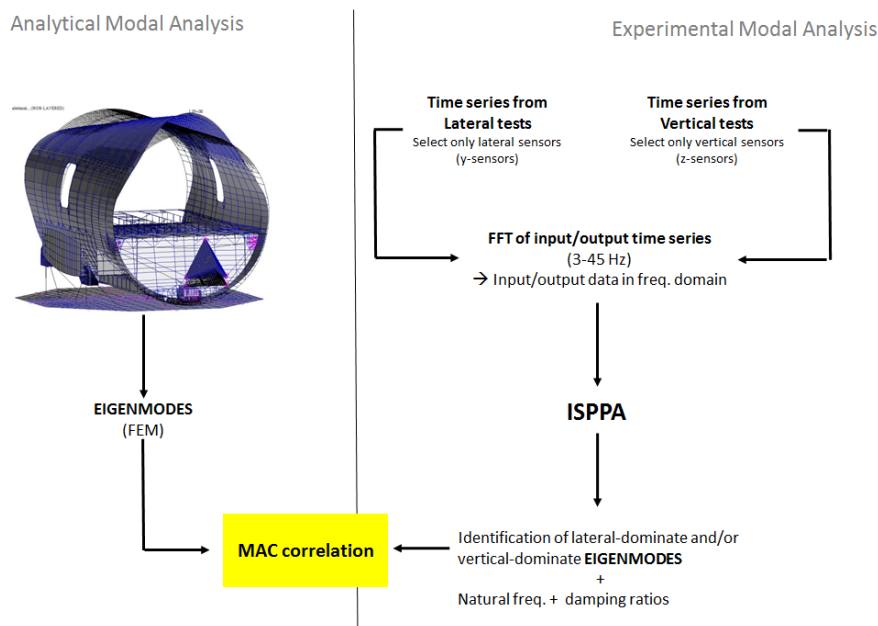 Analytical Modal Analysis
Experimental Modal Analysis
Time series from
Lateral tests
Select only lateral sensors
(y-sensors)
Time series from
Vertical tests
Select only vertical sensors
(z-sensors)
FFT of input/output time series
(3-45 Hz)
→ Input/output data in freq. domain
EIGENMODES
(FEM)
ISPPA
MAC correlation
Identification of lateral-dominate and/or
vertical-dominate EIGENMODES
+
Natural freq. + damping ratios